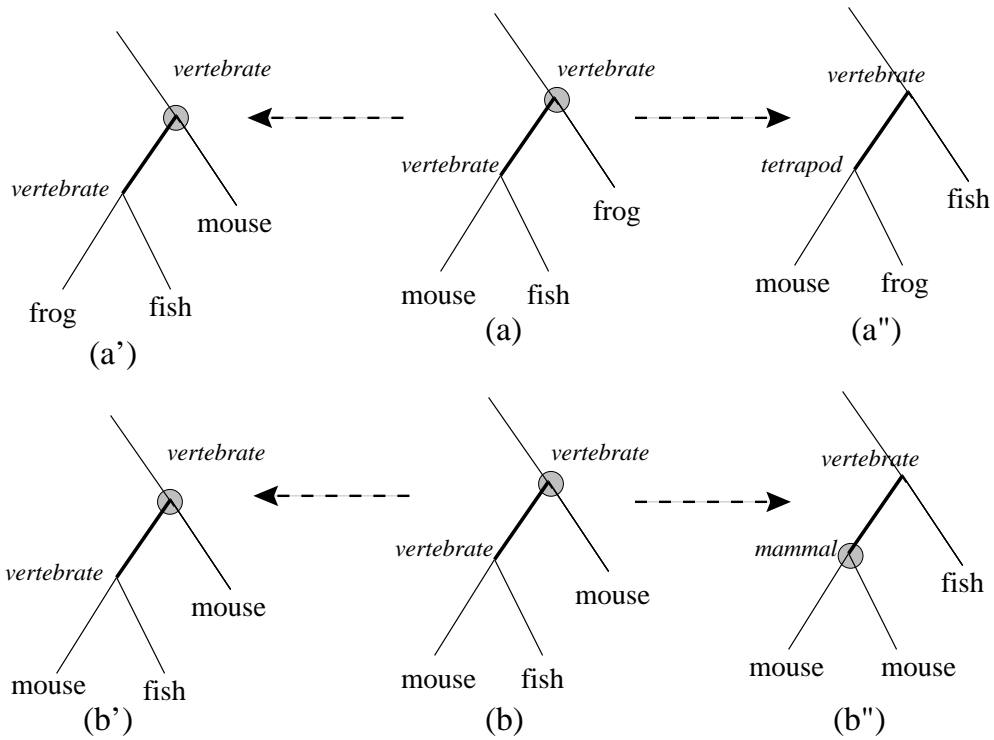 vertebrate
vertebrate
mouse
frog
fish
(a’)
vertebrate
vertebrate
frog
mouse
fish
(a)
vertebrate
tetrapod
fish
mouse
frog
(a")
vertebrate
vertebrate
mouse
mouse
fish
(b’)
vertebrate
vertebrate
mouse
mouse
fish
(b)
vertebrate
mammal
fish
mouse
mouse
(b")